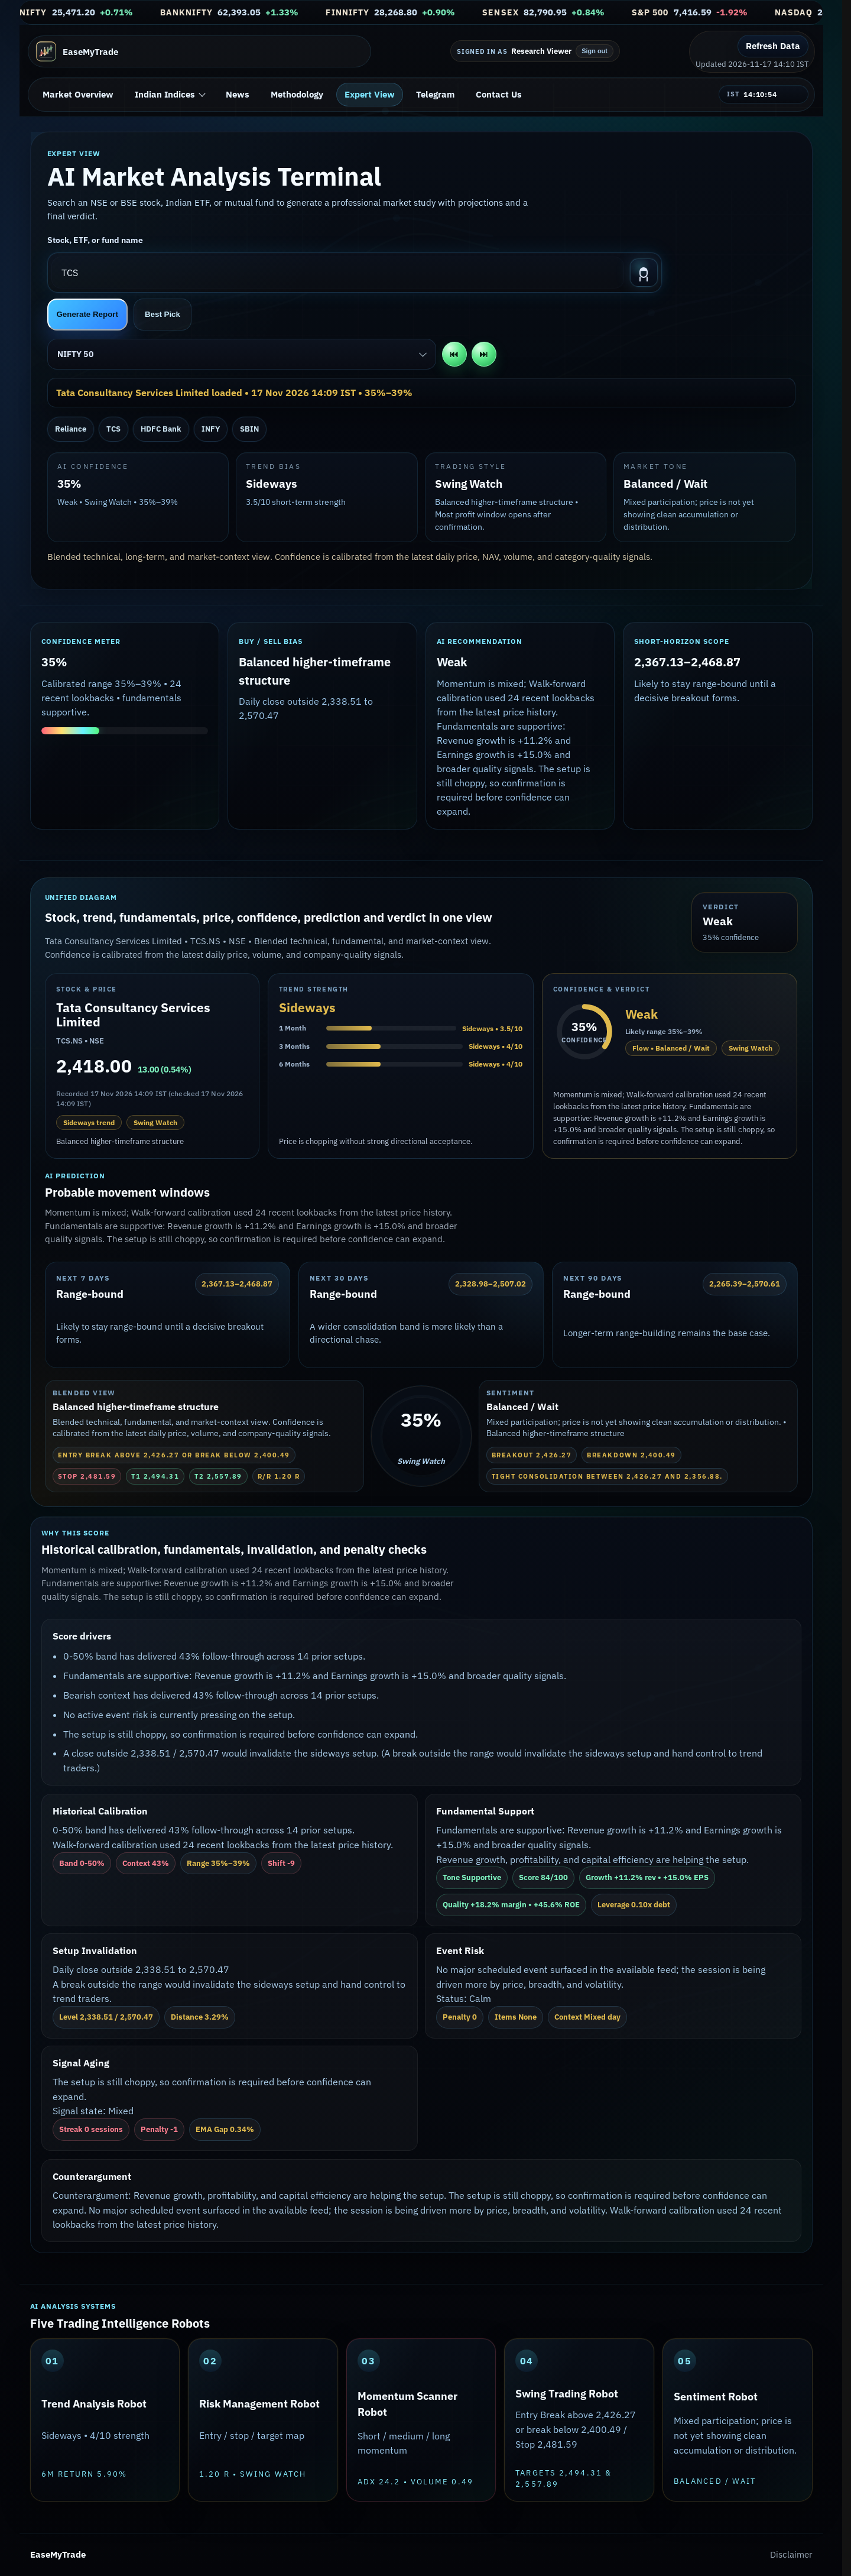 NIFTY 25,471.20 +0.71% BANKNIFTY 62,393.05 +1.33% FINNIFTY 28,268.80 +0.90% SENSEX 82,790.95 +0.84% S&P 500 7,416.59 -1.92% NASDAQ 2
EaseMyTrade
SIGNED IN AS Research Viewer Sign out
Refresh Data
Updated 2026-11-17 14:10 IST
Market Overview Indian Indices News Methodology Expert View Telegram Contact Us
IST 14:10:54
EXPERT VIEW
AI Market Analysis Terminal
Search an NSE or BSE stock, Indian ETF, or mutual fund to generate a professional market study with projections and a
final verdict.
Stock, ETF, or fund name
TCS
Generate Report Best Pick
NIFTY 50
Tata Consultancy Services Limited loaded • 17 Nov 2026 14:09 IST • 35%–39%
Reliance TCS HDFC Bank INFY SBIN
AI CONFIDENCE
35%
Weak • Swing Watch • 35%–39%
TREND BIAS
Sideways
3.5/10 short-term strength
TRADING STYLE
Swing Watch
Balanced higher-timeframe structure •
Most profit window opens after
confirmation.
MARKET TONE
Balanced / Wait
Mixed participation; price is not yet
showing clean accumulation or
distribution.
Blended technical, long-term, and market-context view. Confidence is calibrated from the latest daily price, NAV, volume, and category-quality signals.
CONFIDENCE METER
35%
Calibrated range 35%–39% • 24
recent lookbacks • fundamentals
supportive.
BUY / SELL BIAS
Balanced higher-timeframe
structure
Daily close outside 2,338.51 to
2,570.47
AI RECOMMENDATION
Weak
Momentum is mixed; Walk-forward
calibration used 24 recent lookbacks
from the latest price history.
Fundamentals are supportive:
Revenue growth is +11.2% and
Earnings growth is +15.0% and
broader quality signals. The setup is
still choppy, so confirmation is
required before confidence can
expand.
SHORT-HORIZON SCOPE
2,367.13–2,468.87
Likely to stay range-bound until a
decisive breakout forms.
UNIFIED DIAGRAM
Stock, trend, fundamentals, price, confidence, prediction and verdict in one view
Tata Consultancy Services Limited • TCS.NS • NSE • Blended technical, fundamental, and market-context view.
Confidence is calibrated from the latest daily price, volume, and company-quality signals.
VERDICT
Weak
35% confidence
STOCK & PRICE
Tata Consultancy Services
Limited
TCS.NS • NSE
2,418.00 13.00 (0.54%)
Recorded 17 Nov 2026 14:09 IST (checked 17 Nov 2026
14:09 IST)
Sideways trend Swing Watch
Balanced higher-timeframe structure
TREND STRENGTH
Sideways
1 Month Sideways • 3.5/10
3 Months Sideways • 4/10
6 Months Sideways • 4/10
Price is chopping without strong directional acceptance.
CONFIDENCE & VERDICT
35%
CONFIDENCE
Weak
Likely range 35%–39%
Flow • Balanced / Wait Swing Watch
Momentum is mixed; Walk-forward calibration used 24 recent
lookbacks from the latest price history. Fundamentals are
supportive: Revenue growth is +11.2% and Earnings growth is
+15.0% and broader quality signals. The setup is still choppy, so
confirmation is required before confidence can expand.
AI PREDICTION
Probable movement windows
Momentum is mixed; Walk-forward calibration used 24 recent lookbacks from the latest price history.
Fundamentals are supportive: Revenue growth is +11.2% and Earnings growth is +15.0% and broader
quality signals. The setup is still choppy, so confirmation is required before confidence can expand.
NEXT 7 DAYS
Range-bound
2,367.13–2,468.87
Likely to stay range-bound until a decisive breakout
forms.
NEXT 30 DAYS
Range-bound
2,328.98–2,507.02
A wider consolidation band is more likely than a
directional chase.
NEXT 90 DAYS
Range-bound
2,265.39–2,570.61
Longer-term range-building remains the base case.
BLENDED VIEW
Balanced higher-timeframe structure
Blended technical, fundamental, and market-context view. Confidence is
calibrated from the latest daily price, volume, and company-quality signals.
ENTRY BREAK ABOVE 2,426.27 OR BREAK BELOW 2,400.49
STOP 2,481.59 T1 2,494.31 T2 2,557.89 R/R 1.20 R
35%
Swing Watch
SENTIMENT
Balanced / Wait
Mixed participation; price is not yet showing clean accumulation or distribution. •
Balanced higher-timeframe structure
BREAKOUT 2,426.27 BREAKDOWN 2,400.49
TIGHT CONSOLIDATION BETWEEN 2,426.27 AND 2,356.88.
WHY THIS SCORE
Historical calibration, fundamentals, invalidation, and penalty checks
Momentum is mixed; Walk-forward calibration used 24 recent lookbacks from the latest price history.
Fundamentals are supportive: Revenue growth is +11.2% and Earnings growth is +15.0% and broader
quality signals. The setup is still choppy, so confirmation is required before confidence can expand.
Score drivers
• 0-50% band has delivered 43% follow-through across 14 prior setups.
• Fundamentals are supportive: Revenue growth is +11.2% and Earnings growth is +15.0% and broader quality signals.
• Bearish context has delivered 43% follow-through across 14 prior setups.
• No active event risk is currently pressing on the setup.
• The setup is still choppy, so confirmation is required before confidence can expand.
• A close outside 2,338.51 / 2,570.47 would invalidate the sideways setup. (A break outside the range would invalidate the sideways setup and hand control to trend
traders.)
Historical Calibration
0-50% band has delivered 43% follow-through across 14 prior setups.
Walk-forward calibration used 24 recent lookbacks from the latest price history.
Band 0-50% Context 43% Range 35%–39% Shift -9
Fundamental Support
Fundamentals are supportive: Revenue growth is +11.2% and Earnings growth is
+15.0% and broader quality signals.
Revenue growth, profitability, and capital efficiency are helping the setup.
Tone Supportive Score 84/100 Growth +11.2% rev • +15.0% EPS
Quality +18.2% margin • +45.6% ROE Leverage 0.10x debt
Setup Invalidation
Daily close outside 2,338.51 to 2,570.47
A break outside the range would invalidate the sideways setup and hand control to
trend traders.
Level 2,338.51 / 2,570.47 Distance 3.29%
Event Risk
No major scheduled event surfaced in the available feed; the session is being
driven more by price, breadth, and volatility.
Status: Calm
Penalty 0 Items None Context Mixed day
Signal Aging
The setup is still choppy, so confirmation is required before confidence can
expand.
Signal state: Mixed
Streak 0 sessions Penalty -1 EMA Gap 0.34%
Counterargument
Counterargument: Revenue growth, profitability, and capital efficiency are helping the setup. The setup is still choppy, so confirmation is required before confidence can
expand. No major scheduled event surfaced in the available feed; the session is being driven more by price, breadth, and volatility. Walk-forward calibration used 24 recent
lookbacks from the latest price history.
AI ANALYSIS SYSTEMS
Five Trading Intelligence Robots
01
Trend Analysis Robot
Sideways • 4/10 strength
6M RETURN 5.90%
02
Risk Management Robot
Entry / stop / target map
1.20 R • SWING WATCH
03
Momentum Scanner
Robot
Short / medium / long
momentum
ADX 24.2 • VOLUME 0.49
04
Swing Trading Robot
Entry Break above 2,426.27
or break below 2,400.49 /
Stop 2,481.59
TARGETS 2,494.31 &
2,557.89
05
Sentiment Robot
Mixed participation; price is
not yet showing clean
accumulation or distribution.
BALANCED / WAIT
EaseMyTrade
Disclaimer